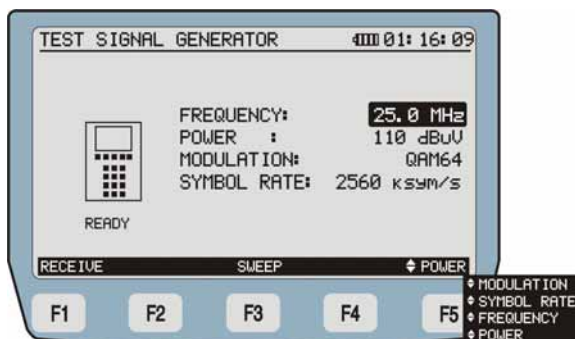 TEST SIGNAL GENERATOR 01:16:09
FREQUENCY: 25.0 MHz
POWER : 110 dBuV
MODULATION: QAM64
SYMBOL RATE: 2560 ksym/s
READY
RECEIVE SWEEP POWER
MODULATION
SYMBOL RATE
FREQUENCY
POWER
F1 F2 F3 F4 F5